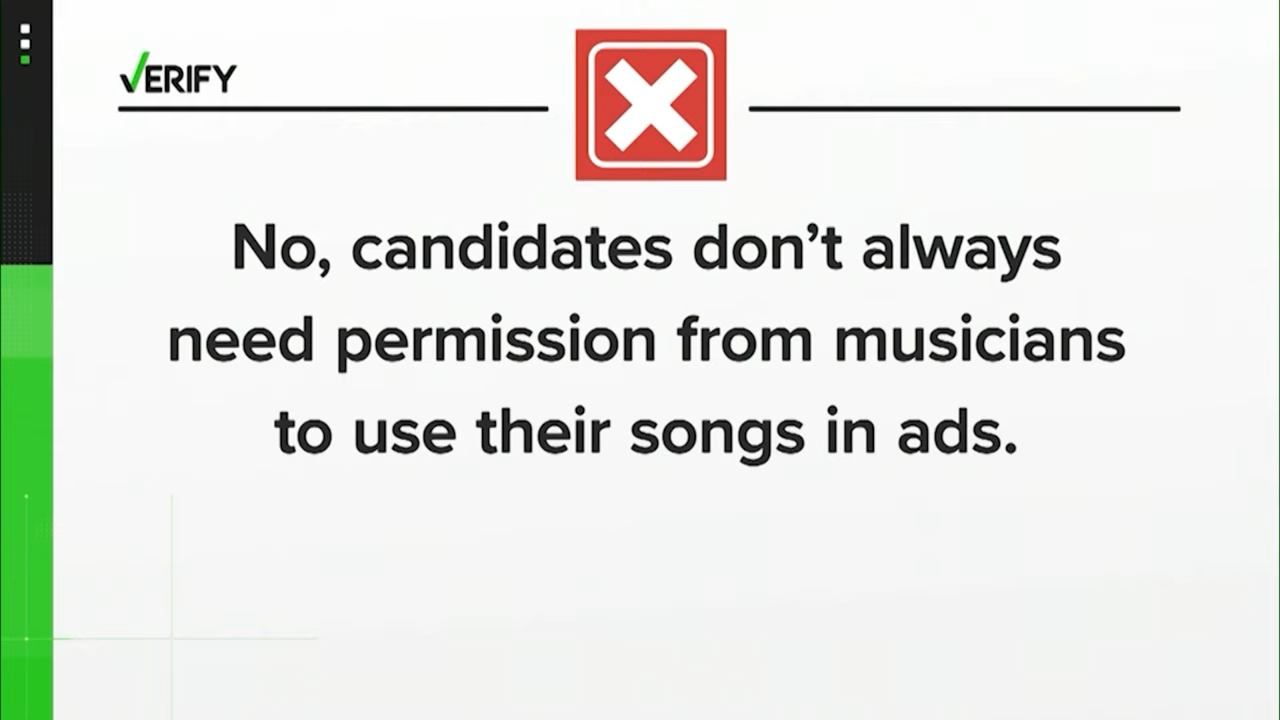 VERIFY
No, candidates don’t always
need permission from musicians
to use their songs in ads.